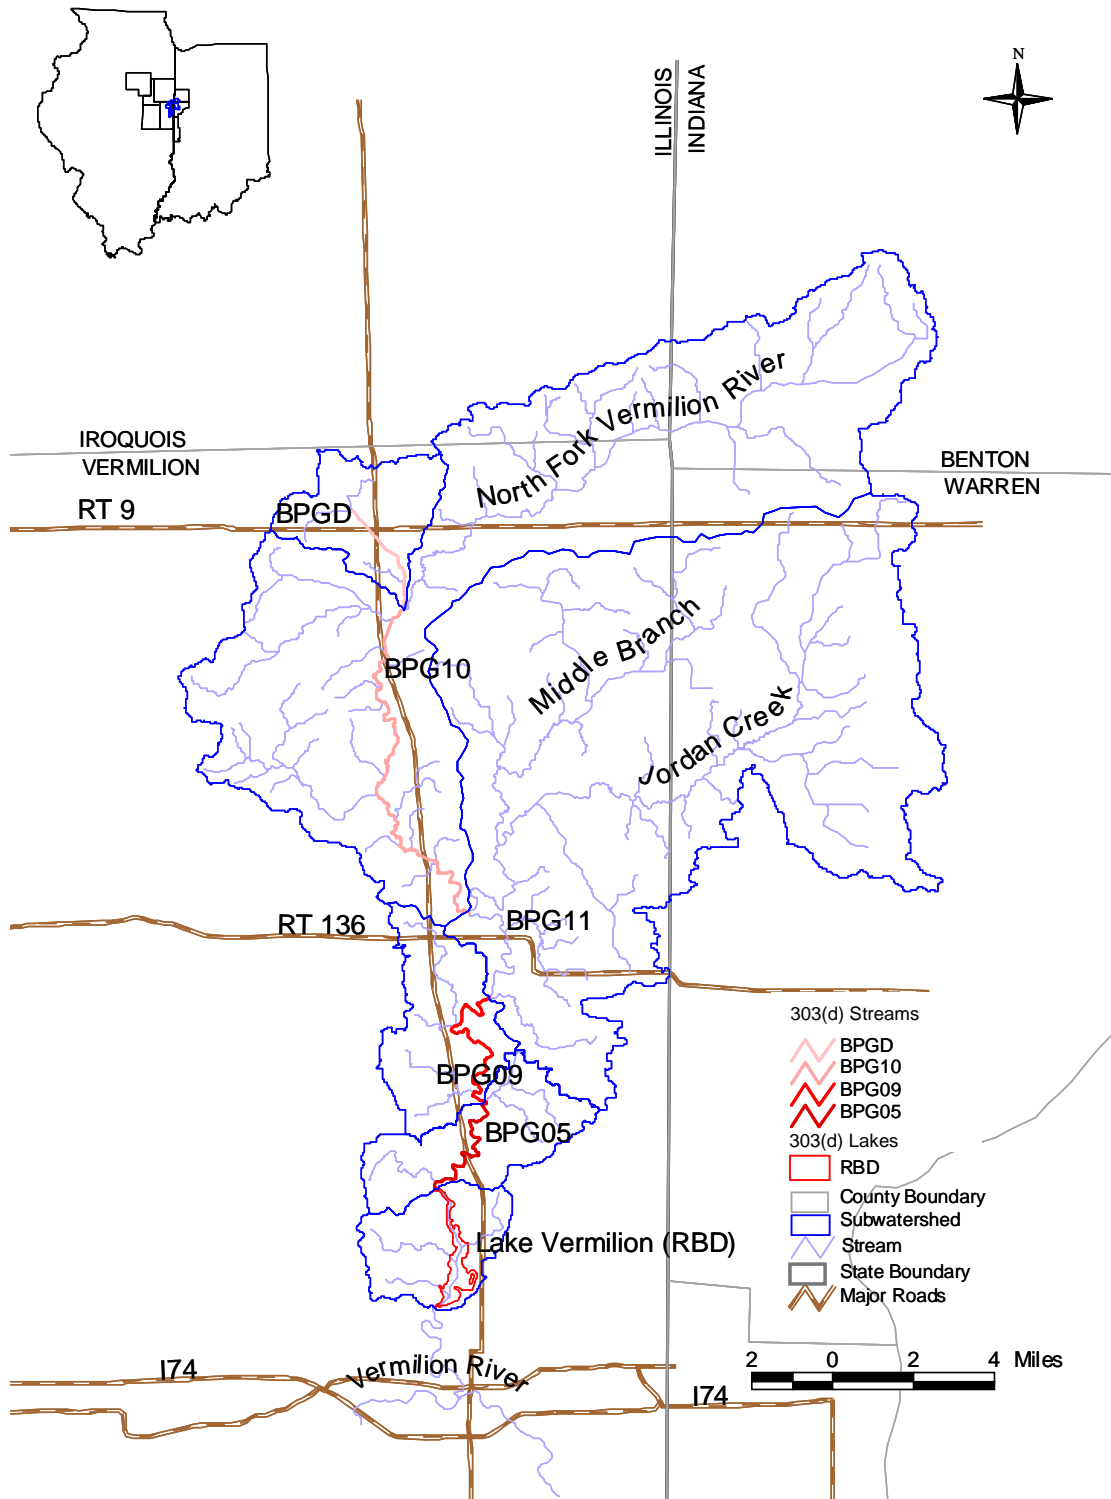 N
ILLINOIS
INDIANA
North Fork Vermilion River
IROQUOIS
VERMILION
BENTON
WARREN
RT 9
BPGD
Middle Branch
BPG10
Jordan Creek
RT 136
BPG11
BPG09
BPG05
Lake Vermilion (RBD)
303(d) Streams
BPGD
BPG10
BPG09
BPG05
303(d) Lakes
RBD
County Boundary
Subwatershed
Stream
State Boundary
Major Roads
2 0 2 4 Miles
I74
Vermilion River
I74